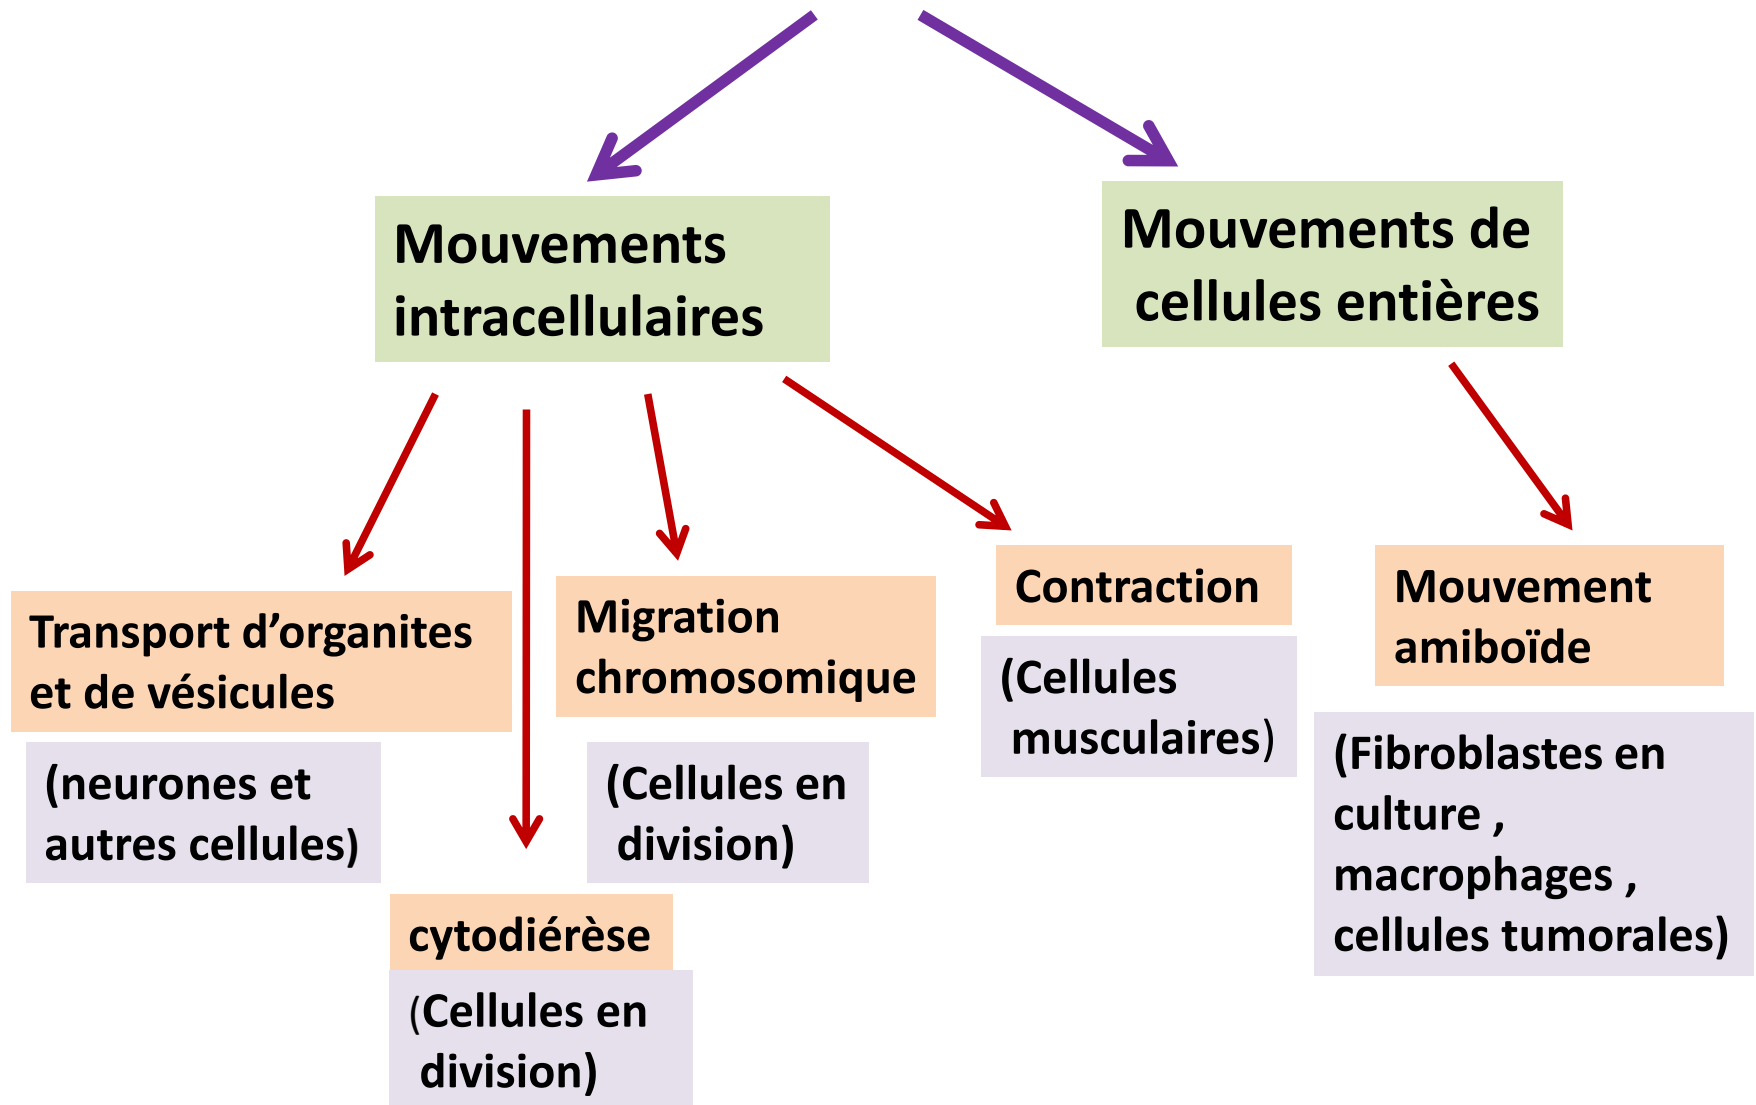 Mouvements
intracellulaires
Mouvements de
cellules entières
Transport d’organites
et de vésicules
(neurones et
autres cellules)
cytodiérèse
(Cellules en
division)
Migration
chromosomique
(Cellules en
division)
Contraction
(Cellules
musculaires)
Mouvement
amiboïde
(Fibroblastes en
culture ,
macrophages ,
cellules tumorales)